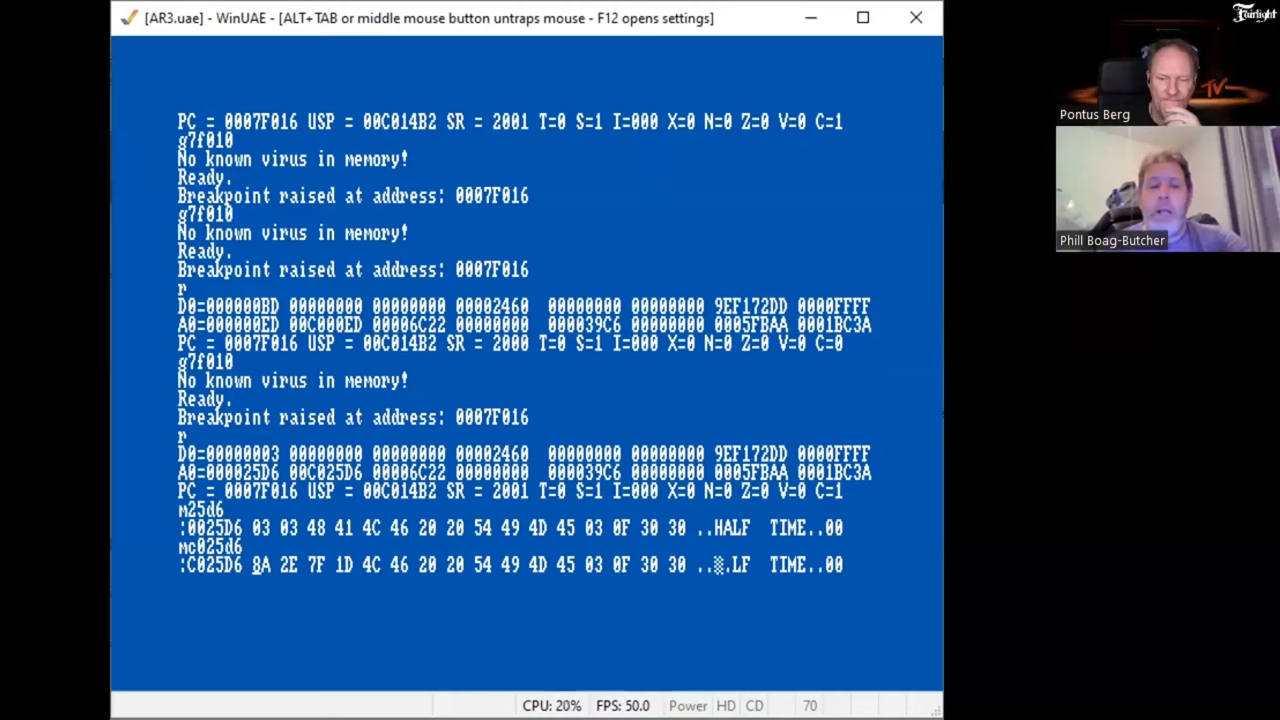 [AR3.uae] - WinUAE - [ALT+TAB or middle mouse button untraps mouse - F12 opens settings]
Fairlight
PC = 0007F016 USP = 00C014B2 SR = 2001 T=0 S=1 I=000 X=0 N=0 Z=0 V=0 C=1
g7f010
No known virus in memory!
Ready.
Breakpoint raised at address: 0007F016
g7f010
No known virus in memory!
Ready.
Breakpoint raised at address: 0007F016
r
D0=000000BD 00000000 00000000 00002460 00000000 00000000 9EF172DD 0000FFFF
A0=000000ED 00C000ED 00006C22 00000000 000039C6 00000000 0005FBAA 0001BC3A
PC = 0007F016 USP = 00C014B2 SR = 2000 T=0 S=1 I=000 X=0 N=0 Z=0 V=0 C=0
g7f010
No known virus in memory!
Ready.
Breakpoint raised at address: 0007F016
r
D0=00000003 00000000 00000000 00002460 00000000 00000000 9EF172DD 0000FFFF
A0=000025D6 00C025D6 00006C22 00000000 000039C6 00000000 0005FBAA 0001BC3A
PC = 0007F016 USP = 00C014B2 SR = 2001 T=0 S=1 I=000 X=0 N=0 Z=0 V=0 C=1
m25d6
:0025D6 03 03 48 41 4C 46 20 20 54 49 4D 45 03 0F 30 30 ..HALF  TIME..00
mc025d6
:C025D6 8A 2E 7F 1D 4C 46 20 20 54 49 4D 45 03 0F 30 30 ..▒.LF  TIME..00
CPU: 20% FPS: 50.0 Power HD CD 70
TV
Pontus Berg
Phill Boag-Butcher